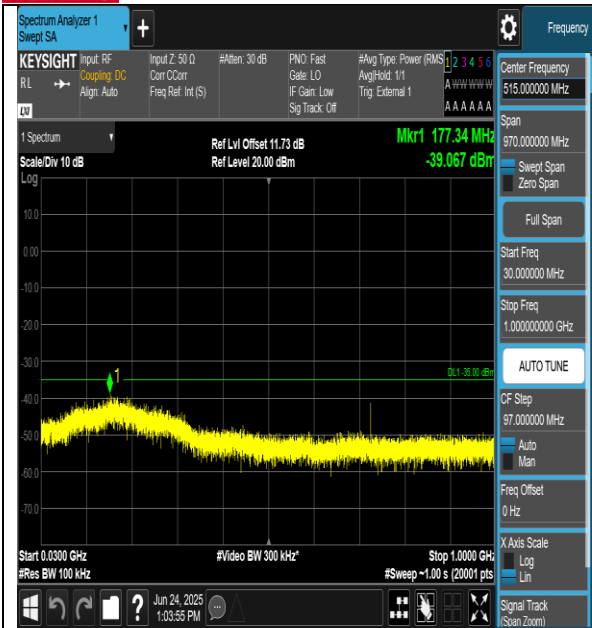 Spectrum Analyzer 1
Swept SA
Frequency
KEYSIGHT
RL
LXI
Input: RF
Coupling: DC
Align: Auto
Input Z: 50 Ω
Corr CCorr
Freq Ref: Int (S)
#Atten: 30 dB
PNO: Fast
Gate: LO
IF Gain: Low
Sig Track: Off
#Avg Type: Power (RMS
Avg|Hold: 1/1
Trig: External 1
1 2 3 4 5 6
A W W W W W
A A A A A A
1 Spectrum
Scale/Div 10 dB
Log
Ref Lvl Offset 11.73 dB
Ref Level 20.00 dBm
Mkr1 177.34 MHz
-39.067 dBm
10.0
0.00
-10.0
-20.0
-30.0
-40.0
-50.0
-60.0
-70.0
1
DL1 -35.00 dBm
Start 0.0300 GHz
#Res BW 100 kHz
#Video BW 300 kHz*
Stop 1.0000 GHz
#Sweep ~1.00 s (20001 pts
Jun 24, 2025
1:03:55 PM
Center Frequency
515.000000 MHz
Span
970.000000 MHz
Swept Span
Zero Span
Full Span
Start Freq
30.000000 MHz
Stop Freq
1.000000000 GHz
AUTO TUNE
CF Step
97.000000 MHz
Auto
Man
Freq Offset
0 Hz
X Axis Scale
Log
Lin
Signal Track
(Span Zoom)